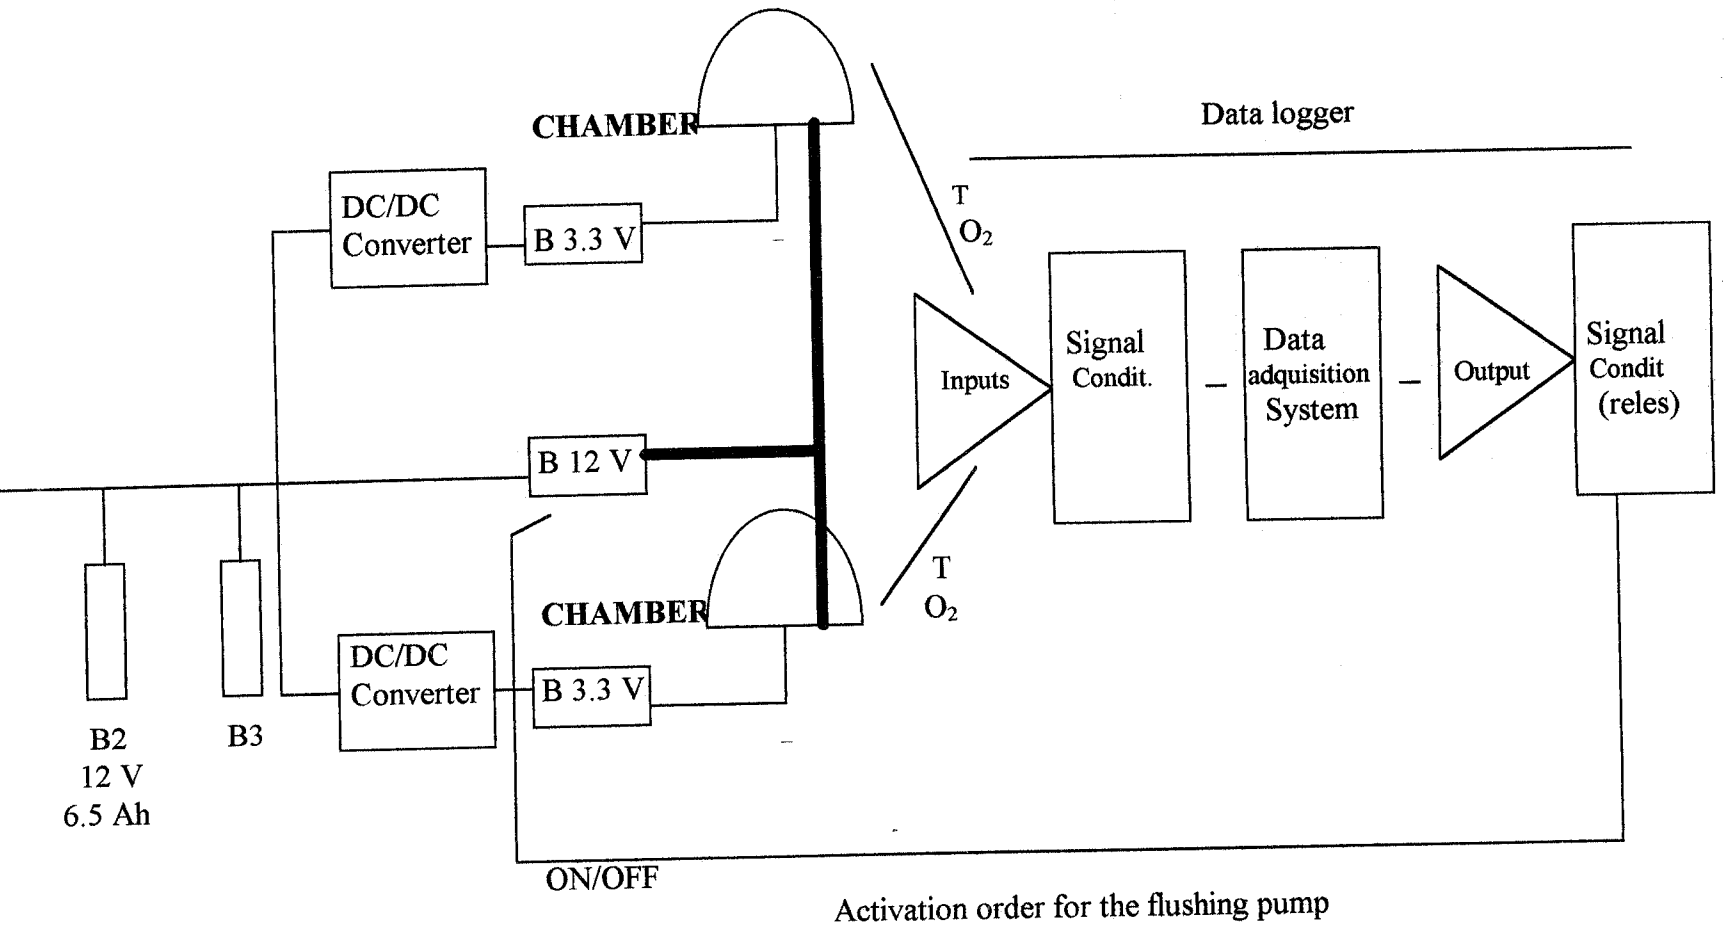 CHAMBER
Data logger
DC/DC
Converter
B 3.3 V
T
O₂
Signal
Condit.
Data
adquisition
System
Signal
Condit
(reles)
Inputs
Output
B 12 V
CHAMBER
T
O₂
DC/DC
Converter
B 3.3 V
B2
12 V
6.5 Ah
B3
ON/OFF
Activation order for the flushing pump